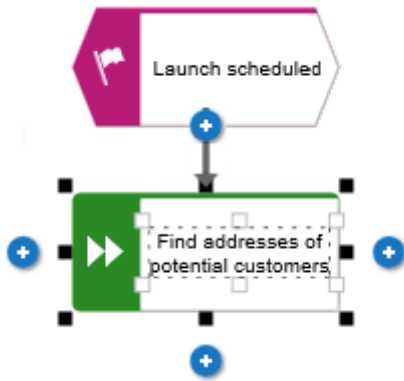 Launch scheduled
Find addresses of
potential customers